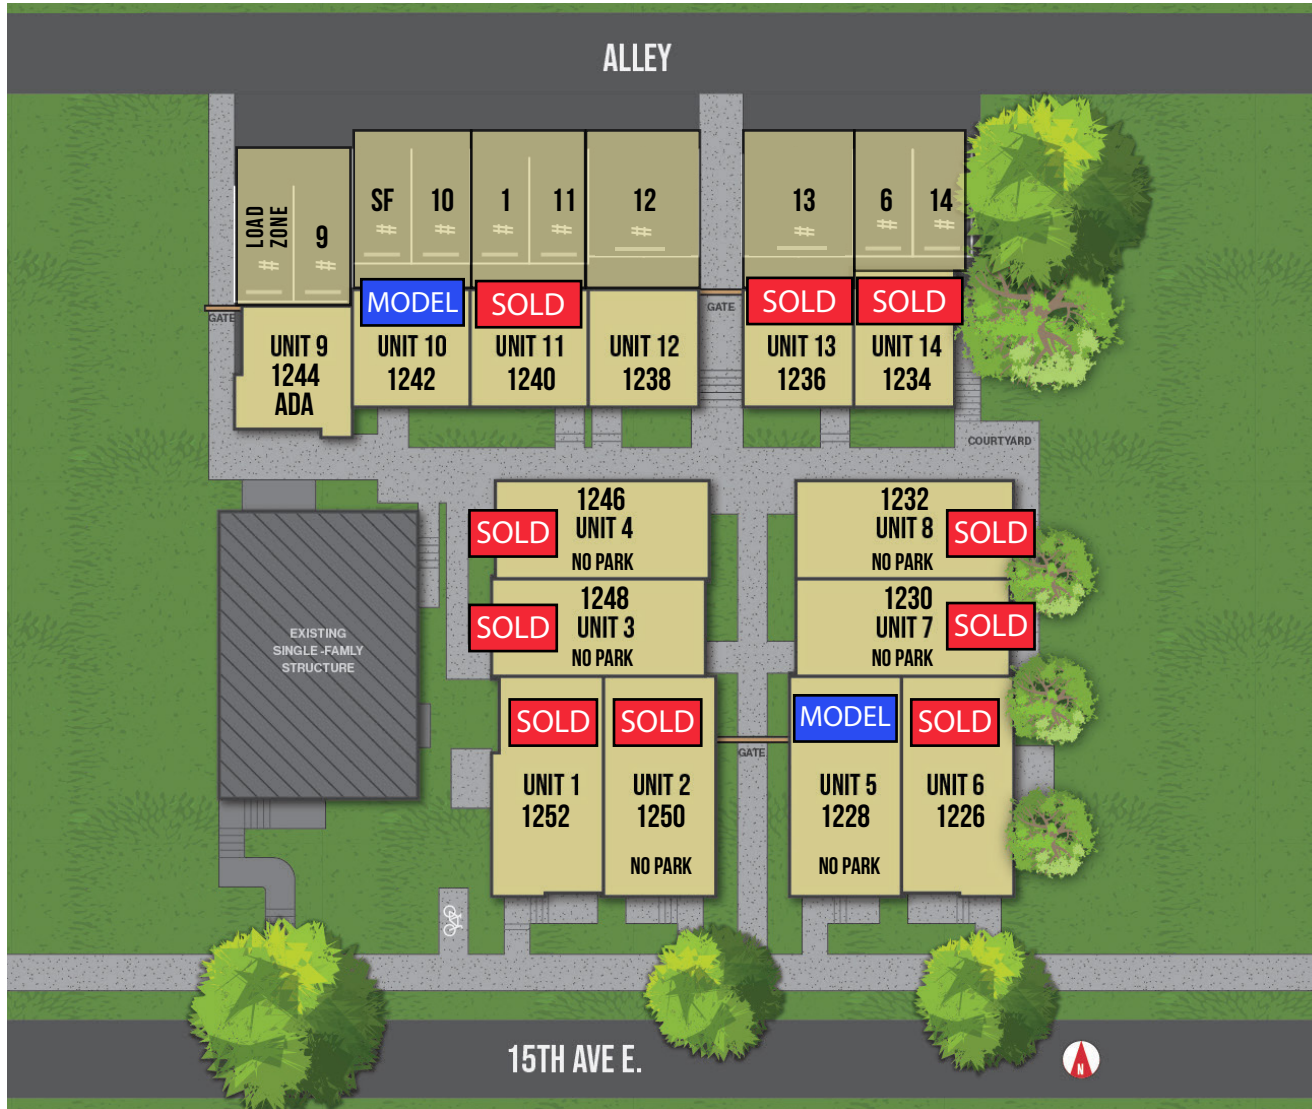 ALLEY
LOAD
ZONE
9
SF
10
1
11
12
13
6
14
GATE
GATE
MODEL
SOLD
SOLD
SOLD
UNIT 9
1244
ADA
UNIT 10
1242
UNIT 11
1240
UNIT 12
1238
UNIT 13
1236
UNIT 14
1234
COURTYARD
1246
SOLD
UNIT 4
NO PARK
1232
UNIT 8
SOLD
NO PARK
1248
SOLD
UNIT 3
NO PARK
1230
UNIT 7
SOLD
NO PARK
EXISTING
SINGLE -FAMLY
STRUCTURE
SOLD
UNIT 1
1252
SOLD
UNIT 2
1250
NO PARK
GATE
MODEL
UNIT 5
1228
NO PARK
SOLD
UNIT 6
1226
15TH AVE E.
N